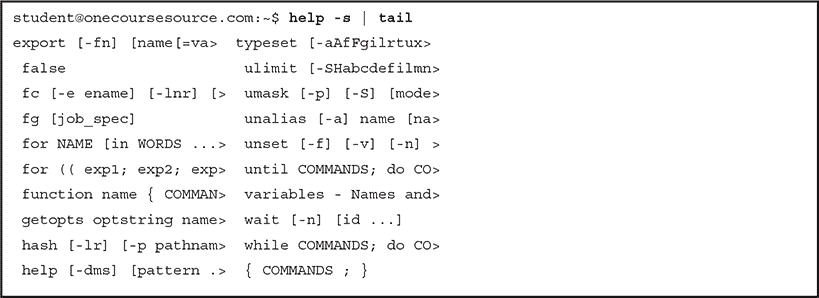 student@onecoursesource.com:~$ help -s | tail
export [-fn] [name[=va>  typeset [-aAfFgilrtux>
 false                    ulimit [-SHabcdefilmn>
 fc [-e ename] [-lnr] [>  umask [-p] [-S] [mode>
 fg [job_spec]            unalias [-a] name [na>
 for NAME [in WORDS ...>  unset [-f] [-v] [-n] >
 for (( exp1; exp2; exp>  until COMMANDS; do CO>
 function name { COMMAN>  variables - Names and>
 getopts optstring name>  wait [-n] [id ...]
 hash [-lr] [-p pathnam>  while COMMANDS; do CO>
 help [-dms] [pattern .>  { COMMANDS ; }